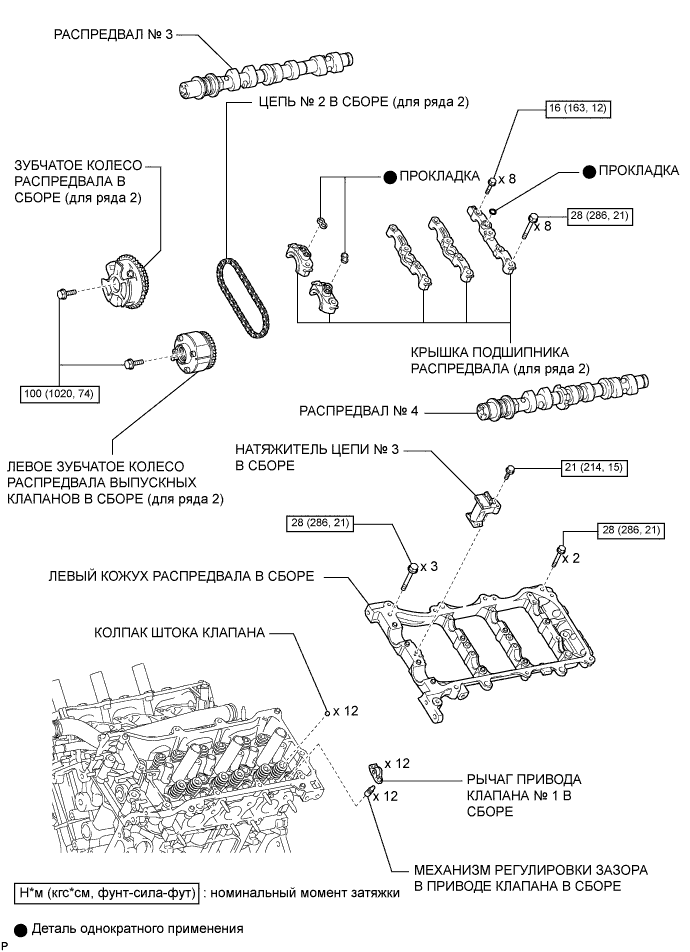 РАСПРЕДВАЛ № 3
ЦЕПЬ № 2 В СБОРЕ (для ряда 2)
16 (163, 12)
ЗУБЧАТОЕ КОЛЕСО
РАСПРЕДВАЛА В
СБОРЕ (для ряда 2)
ПРОКЛАДКА
x 8
ПРОКЛАДКА
28 (286, 21)
x 8
100 (1020, 74)
КРЫШКА ПОДШИПНИКА
РАСПРЕДВАЛА (для ряда 2)
РАСПРЕДВАЛ № 4
ЛЕВОЕ ЗУБЧАТОЕ КОЛЕСО
РАСПРЕДВАЛА ВЫПУСКНЫХ
КЛАПАНОВ В СБОРЕ (для ряда 2)
НАТЯЖИТЕЛЬ ЦЕПИ № 3
В СБОРЕ
21 (214, 15)
28 (286, 21)
28 (286, 21)
x 3
x 2
ЛЕВЫЙ КОЖУХ РАСПРЕДВАЛА В СБОРЕ
КОЛПАК ШТОКА КЛАПАНА
x 12
x 12
x 12
РЫЧАГ ПРИВОДА
КЛАПАНА № 1 В
СБОРЕ
МЕХАНИЗМ РЕГУЛИРОВКИ ЗАЗОРА
В ПРИВОДЕ КЛАПАНА В СБОРЕ
Н*м (кгс*см, фунт-сила-фут) : номинальный момент затяжки
Деталь однократного применения
P